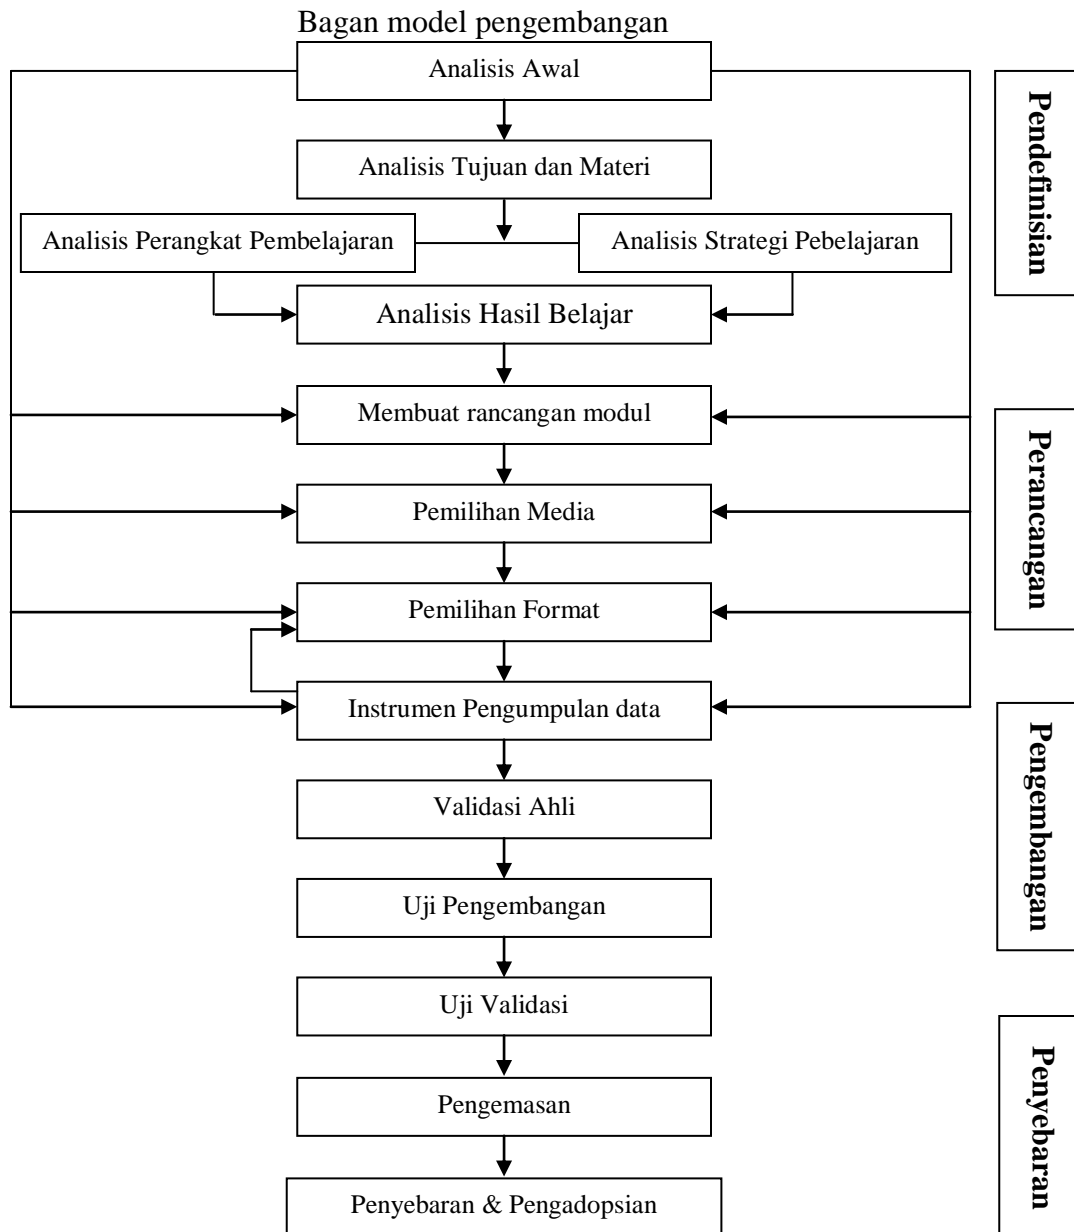 Bagan model pengembangan
Analisis Awal
Analisis Tujuan dan Materi
Analisis Perangkat Pembelajaran
Analisis Strategi Pebelajaran
Analisis Hasil Belajar
Pendefinisian
Membuat rancangan modul
Pemilihan Media
Pemilihan Format
Perancangan
Instrumen Pengumpulan data
Validasi Ahli
Uji Pengembangan
Pengembangan
Uji Validasi
Pengemasan
Penyebaran & Pengadopsian
Penyebaran